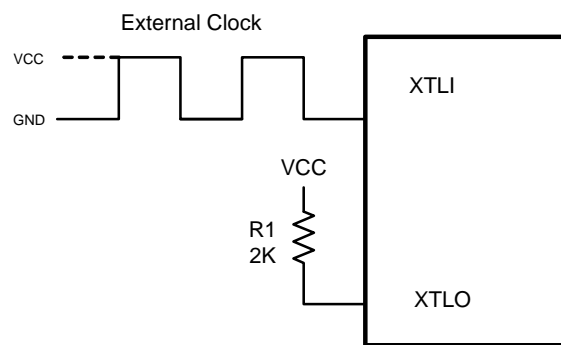 External Clock
VCC
GND
XTLI
VCC
R1
2K
XTLO